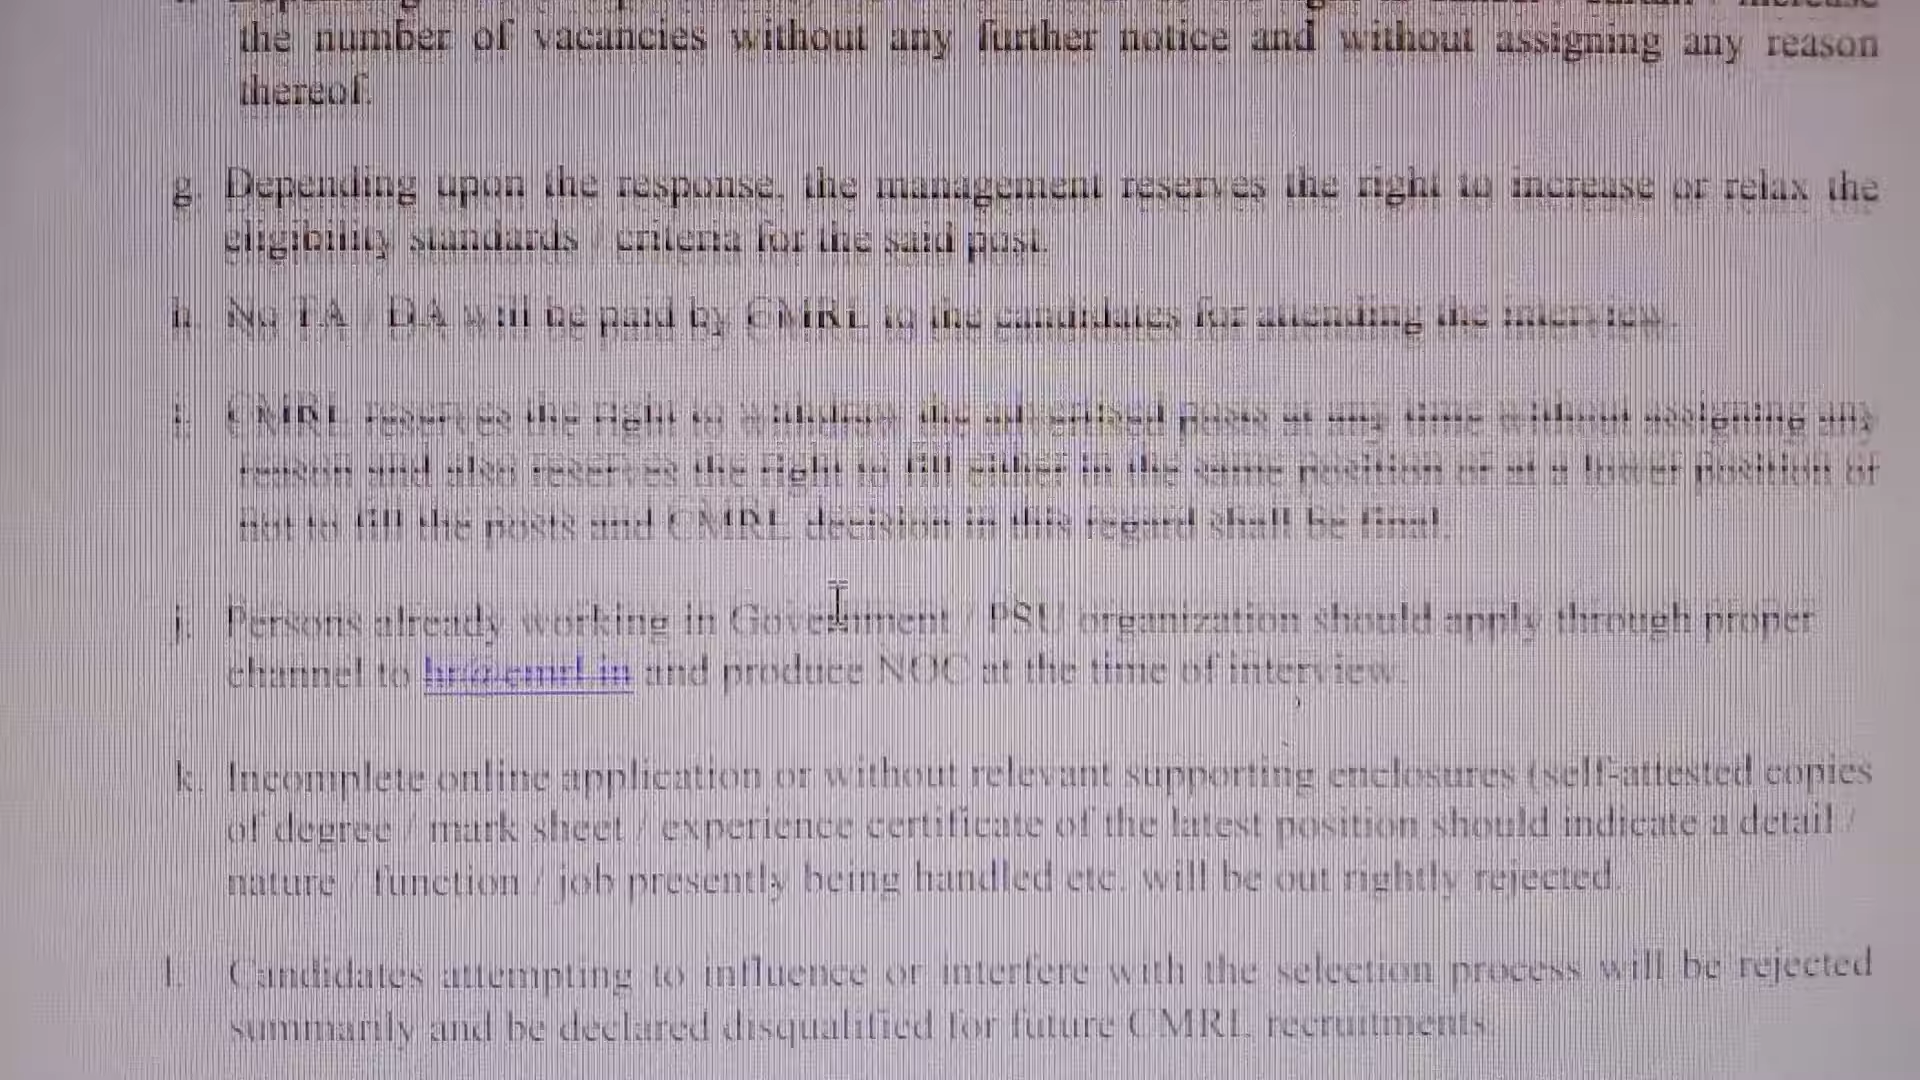 the number of vacancies without any further notice and without assigning any reason
thereof.
g. Depending upon the response, the management reserves the right to increase or relax the
eligibility standards / criteria for the said post.
h. No TA / DA will be paid by CMRL to the candidates for attending the interview.
i. CMRL reserves the right to withdraw the advertised posts at any time without assigning any
reason and also reserves the right to fill either in the same position or at a lower position or
not to fill the posts and CMRL decision in this regard shall be final.
j. Persons already working in Government / PSU organization should apply through proper
channel to hr@cmrl.in and produce NOC at the time of interview.
k. Incomplete online application or without relevant supporting enclosures (self-attested copies
of degree / mark sheet / experience certificate of the latest position should indicate a detail /
nature / function / job presently being handled etc. will be out rightly rejected.
l. Candidates attempting to influence or interfere with the selection process will be rejected
summarily and be declared disqualified for future CMRL recruitments